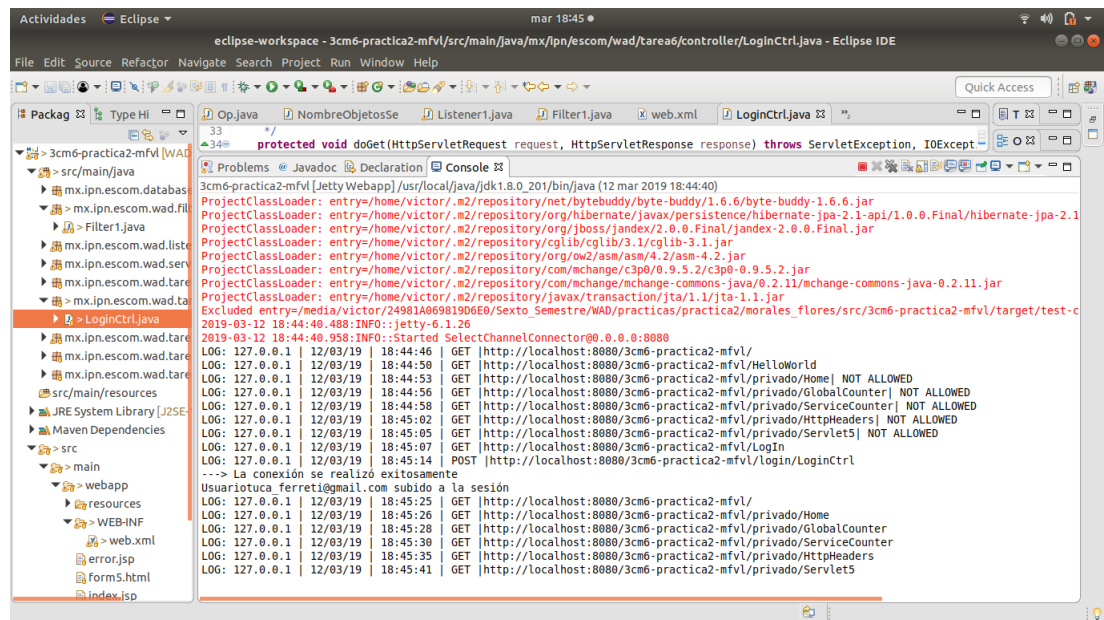 Actividades Eclipse mar 18:45
eclipse-workspace - 3cm6-practica2-mfvl/src/main/java/mx/ipn/escom/wad/tarea6/controller/LoginCtrl.java - Eclipse IDE
File Edit Source Refactor Navigate Search Project Run Window Help
Quick Access
Packag Type Hi
3cm6-practica2-mfvl [WAD
src/main/java
mx.ipn.escom.databas
> mx.ipn.escom.wad.filt
> Filter1.java
mx.ipn.escom.wad.liste
mx.ipn.escom.wad.serv
mx.ipn.escom.wad.tare
> mx.ipn.escom.wad.ta
> LoginCtrl.java
mx.ipn.escom.wad.tare
mx.ipn.escom.wad.tare
mx.ipn.escom.wad.tare
src/main/resources
JRE System Library [J2SE-
Maven Dependencies
> src
> main
> webapp
> resources
> WEB-INF
> web.xml
error.jsp
form5.html
index.jsp
Op.java NombreObjetosSe Listener1.java Filter1.java web.xml LoginCtrl.java »2
33 */
34 protected void doGet(HttpServletRequest request, HttpServletResponse response) throws ServletException, IOExcept
T
O
Problems @ Javadoc Declaration Console
3cm6-practica2-mfvl [Jetty Webapp] /usr/local/java/jdk1.8.0_201/bin/java (12 mar 2019 18:44:40)
ProjectClassLoader: entry=/home/victor/.m2/repository/net/bytebuddy/byte-buddy/1.6.6/byte-buddy-1.6.6.jar
ProjectClassLoader: entry=/home/victor/.m2/repository/org/hibernate/javax/persistence/hibernate-jpa-2.1-api/1.0.0.Final/hibernate-jpa-2.1
ProjectClassLoader: entry=/home/victor/.m2/repository/org/jboss/jandex/2.0.0.Final/jandex-2.0.0.Final.jar
ProjectClassLoader: entry=/home/victor/.m2/repository/cglib/cglib/3.1/cglib-3.1.jar
ProjectClassLoader: entry=/home/victor/.m2/repository/org/ow2/asm/asm/4.2/asm-4.2.jar
ProjectClassLoader: entry=/home/victor/.m2/repository/com/mchange/c3p0/0.9.5.2/c3p0-0.9.5.2.jar
ProjectClassLoader: entry=/home/victor/.m2/repository/com/mchange/mchange-commons-java/0.2.11/mchange-commons-java-0.2.11.jar
ProjectClassLoader: entry=/home/victor/.m2/repository/javax/transaction/jta/1.1/jta-1.1.jar
Excluded entry=/media/victor/24981A069819D6E0/Sexto_Semestre/WAD/practicas/practica2/morales_flores/src/3cm6-practica2-mfvl/target/test-c
2019-03-12 18:44:40.488:INFO::jetty-6.1.26
2019-03-12 18:44:40.958:INFO::Started SelectChannelConnector@0.0.0.0:8080
LOG: 127.0.0.1 | 12/03/19 | 18:44:46 | GET |http://localhost:8080/3cm6-practica2-mfvl/
LOG: 127.0.0.1 | 12/03/19 | 18:44:50 | GET |http://localhost:8080/3cm6-practica2-mfvl/HelloWorld
LOG: 127.0.0.1 | 12/03/19 | 18:44:53 | GET |http://localhost:8080/3cm6-practica2-mfvl/privado/Home| NOT ALLOWED
LOG: 127.0.0.1 | 12/03/19 | 18:44:56 | GET |http://localhost:8080/3cm6-practica2-mfvl/privado/GlobalCounter| NOT ALLOWED
LOG: 127.0.0.1 | 12/03/19 | 18:44:58 | GET |http://localhost:8080/3cm6-practica2-mfvl/privado/ServiceCounter| NOT ALLOWED
LOG: 127.0.0.1 | 12/03/19 | 18:45:02 | GET |http://localhost:8080/3cm6-practica2-mfvl/privado/HttpHeaders| NOT ALLOWED
LOG: 127.0.0.1 | 12/03/19 | 18:45:05 | GET |http://localhost:8080/3cm6-practica2-mfvl/privado/Servlet5| NOT ALLOWED
LOG: 127.0.0.1 | 12/03/19 | 18:45:07 | GET |http://localhost:8080/3cm6-practica2-mfvl/LogIn
LOG: 127.0.0.1 | 12/03/19 | 18:45:14 | POST |http://localhost:8080/3cm6-practica2-mfvl/login/LoginCtrl
---> La conexión se realizó exitosamente
Usuariotuca_ferreti@gmail.com subido a la sesión
LOG: 127.0.0.1 | 12/03/19 | 18:45:25 | GET |http://localhost:8080/3cm6-practica2-mfvl/
LOG: 127.0.0.1 | 12/03/19 | 18:45:26 | GET |http://localhost:8080/3cm6-practica2-mfvl/privado/Home
LOG: 127.0.0.1 | 12/03/19 | 18:45:28 | GET |http://localhost:8080/3cm6-practica2-mfvl/privado/GlobalCounter
LOG: 127.0.0.1 | 12/03/19 | 18:45:30 | GET |http://localhost:8080/3cm6-practica2-mfvl/privado/ServiceCounter
LOG: 127.0.0.1 | 12/03/19 | 18:45:35 | GET |http://localhost:8080/3cm6-practica2-mfvl/privado/HttpHeaders
LOG: 127.0.0.1 | 12/03/19 | 18:45:41 | GET |http://localhost:8080/3cm6-practica2-mfvl/privado/Servlet5